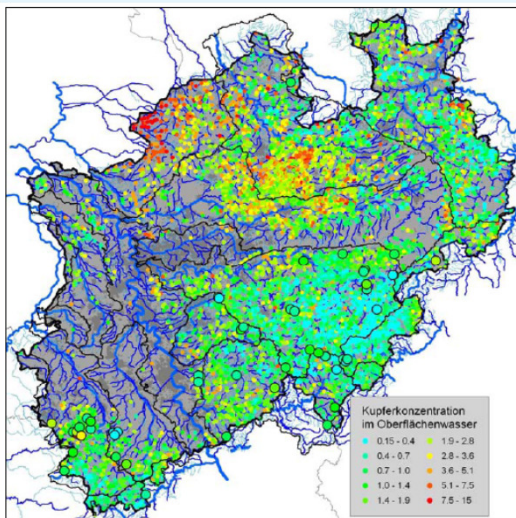 Kupferkonzentration
im Oberflächenwasser
0.15 - 0.4
0.4 - 0.7
0.7 - 1.0
1.0 - 1.4
1.4 - 1.9
1.9 - 2.8
2.8 - 3.6
3.6 - 5.1
5.1 - 7.5
7.5 - 15